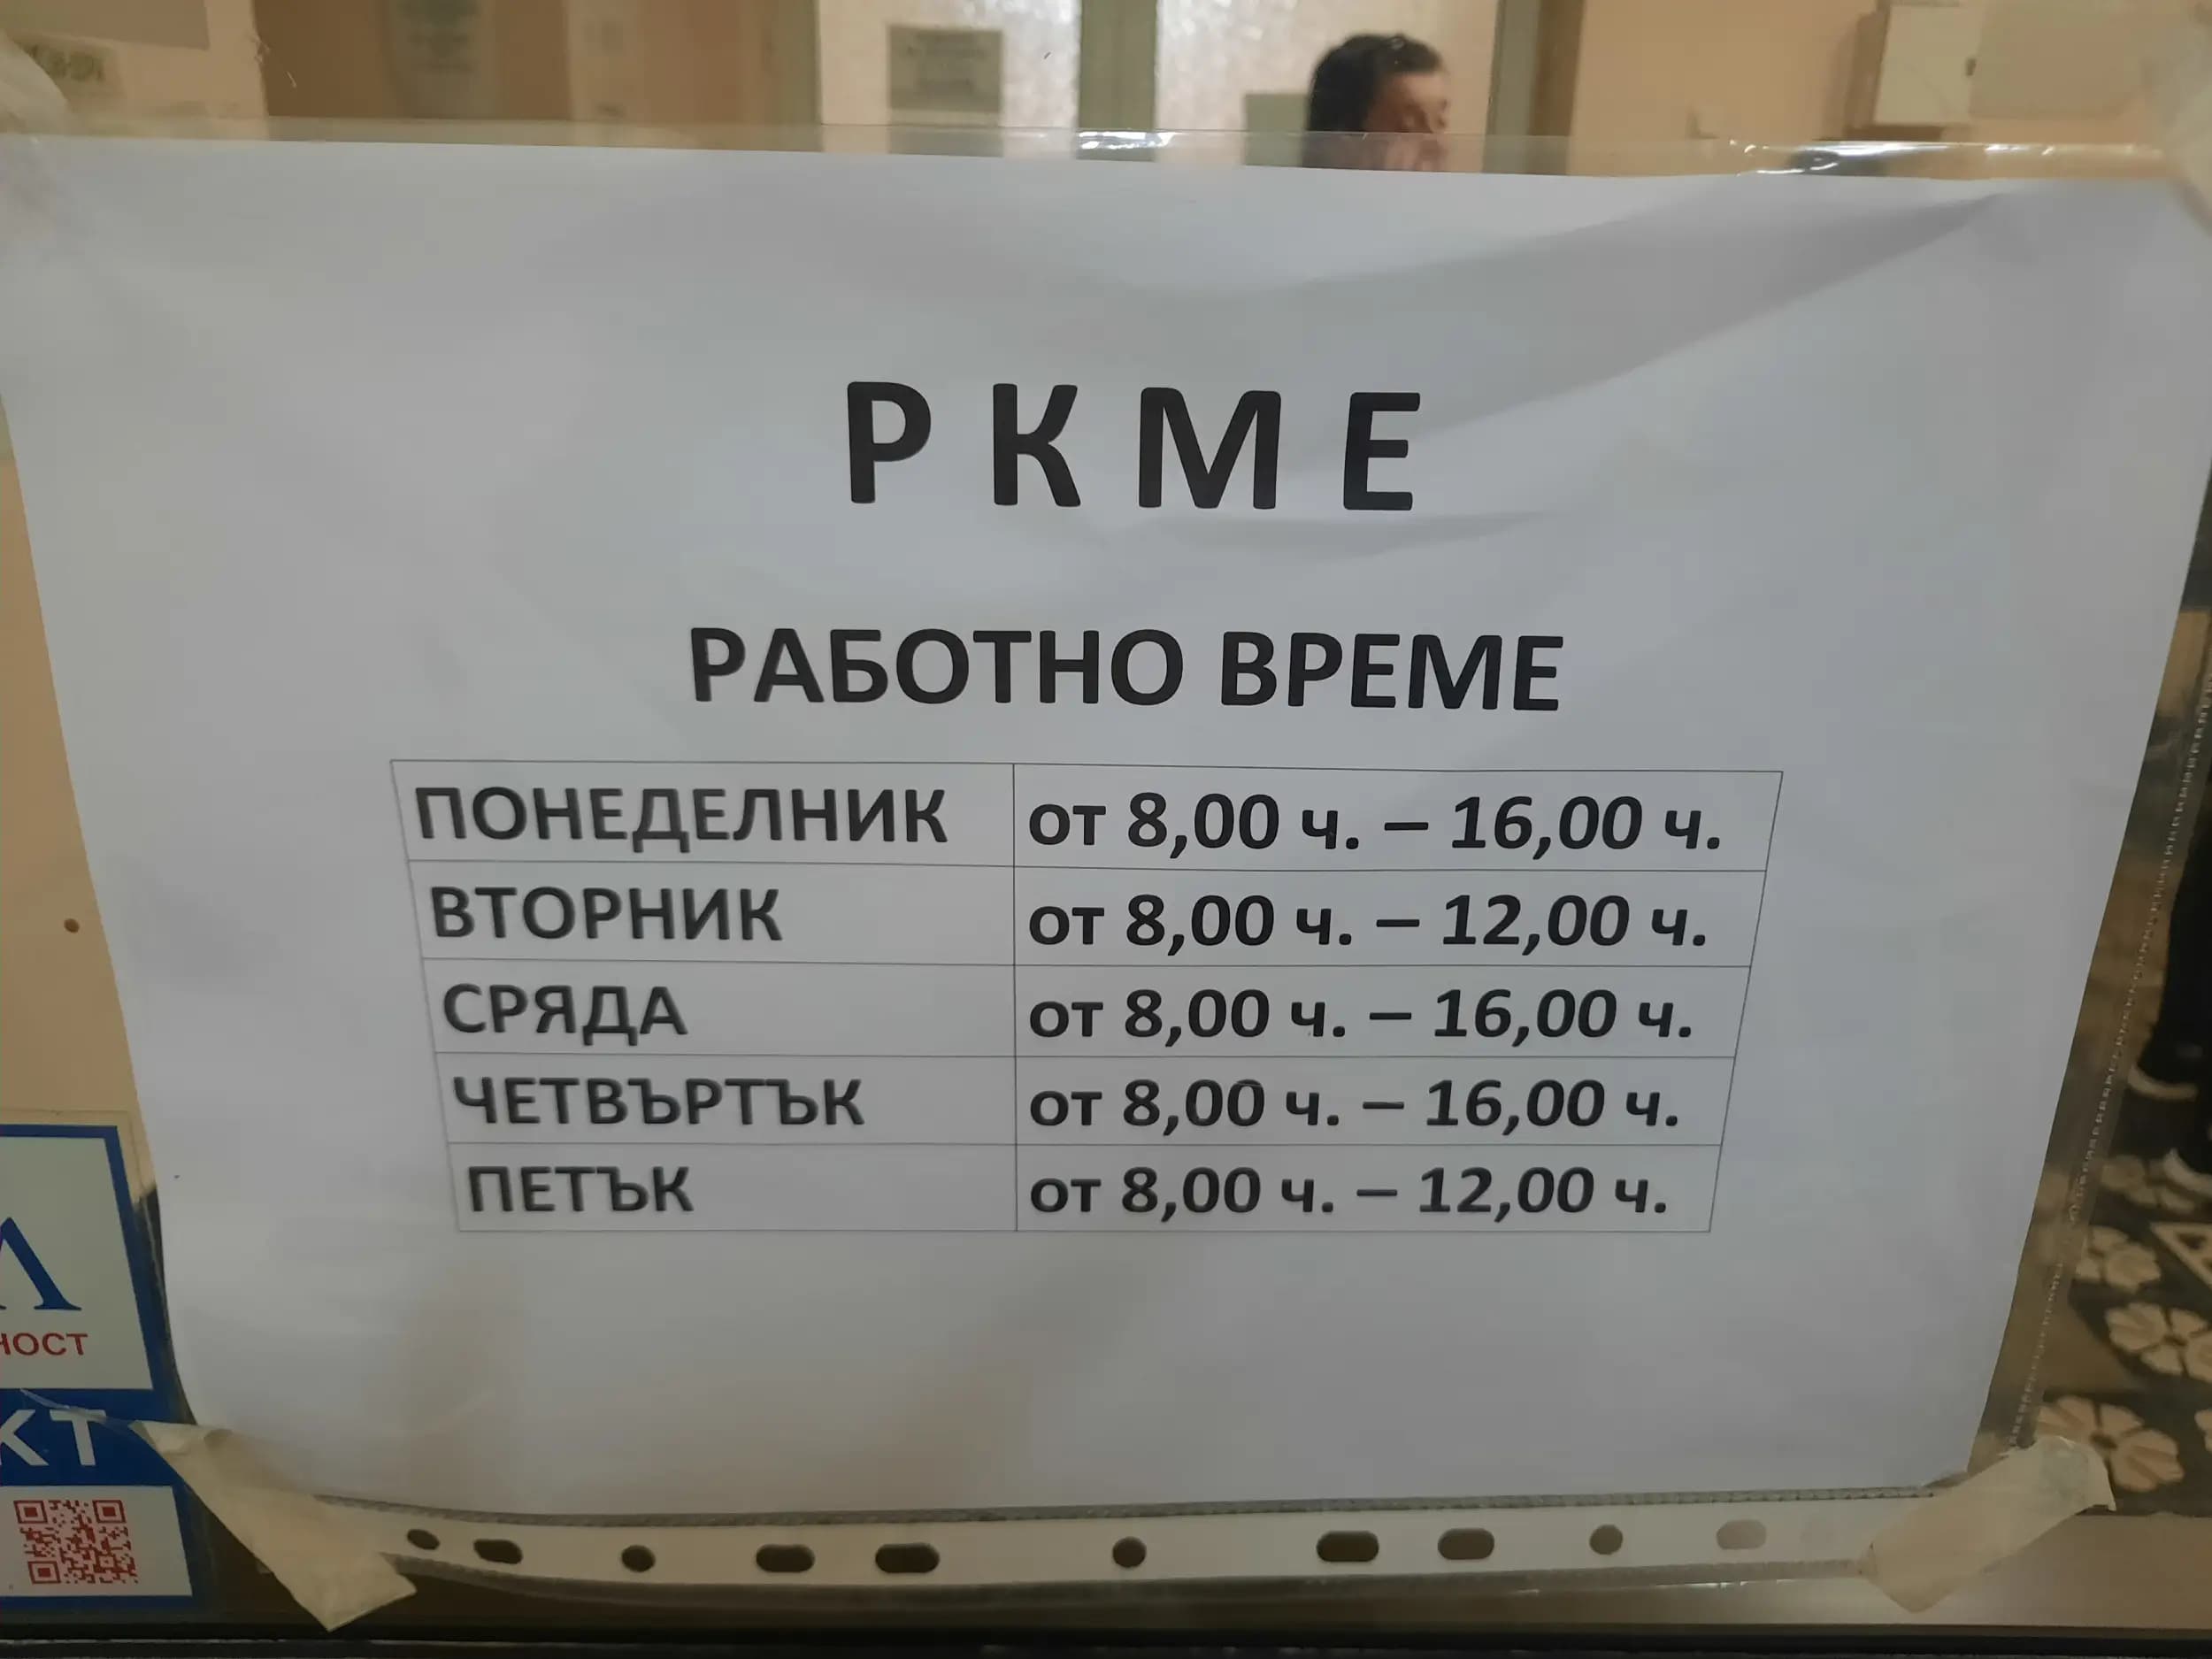 РКМЕ
РАБОТНО ВРЕМЕ
ПОНЕДЕЛНИК от 8,00 ч. – 16,00 ч.
ВТОРНИК от 8,00 ч. – 12,00 ч.
СРЯДА от 8,00 ч. – 16,00 ч.
ЧЕТВЪРТЪК от 8,00 ч. – 16,00 ч.
ПЕТЪК от 8,00 ч. – 12,00 ч.